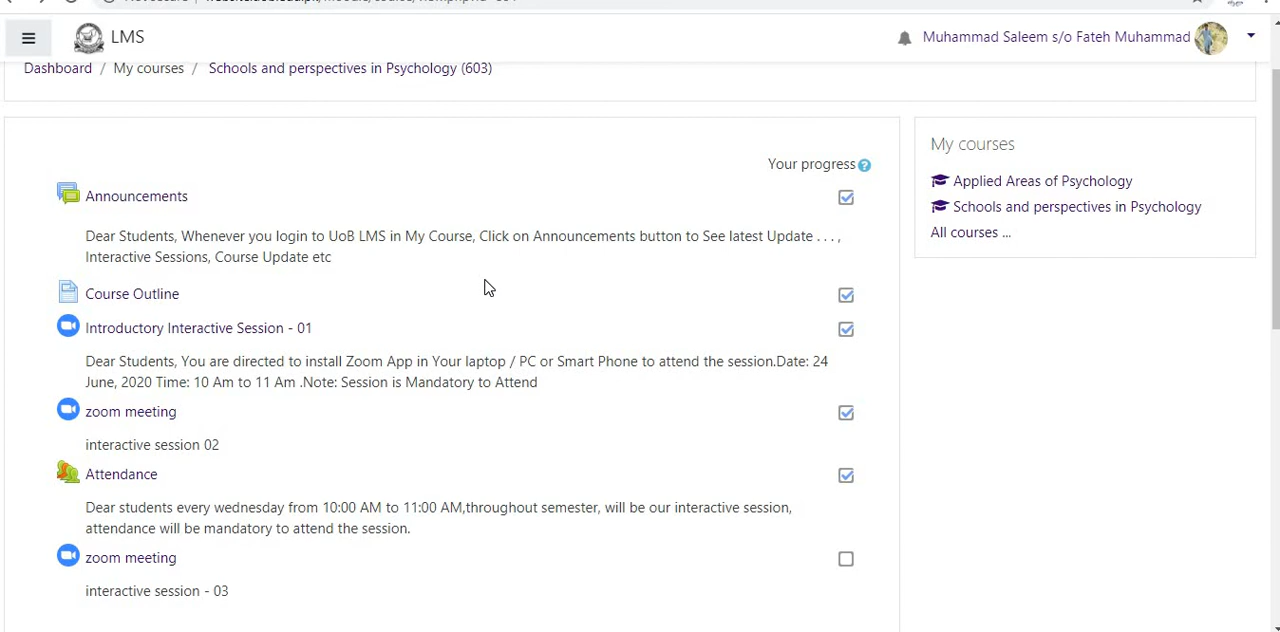 LMS
Muhammad Saleem s/o Fateh Muhammad
Dashboard / My courses / Schools and perspectives in Psychology (603)
Your progress
Announcements
Dear Students, Whenever you login to UoB LMS in My Course, Click on Announcements button to See latest Update . . . ,
Interactive Sessions, Course Update etc
Course Outline
Introductory Interactive Session - 01
Dear Students, You are directed to install Zoom App in Your laptop / PC or Smart Phone to attend the session.Date: 24
June, 2020 Time: 10 Am to 11 Am .Note: Session is Mandatory to Attend
zoom meeting
interactive session 02
Attendance
Dear students every wednesday from 10:00 AM to 11:00 AM,throughout semester, will be our interactive session,
attendance will be mandatory to attend the session.
zoom meeting
interactive session - 03
My courses
Applied Areas of Psychology
Schools and perspectives in Psychology
All courses ...